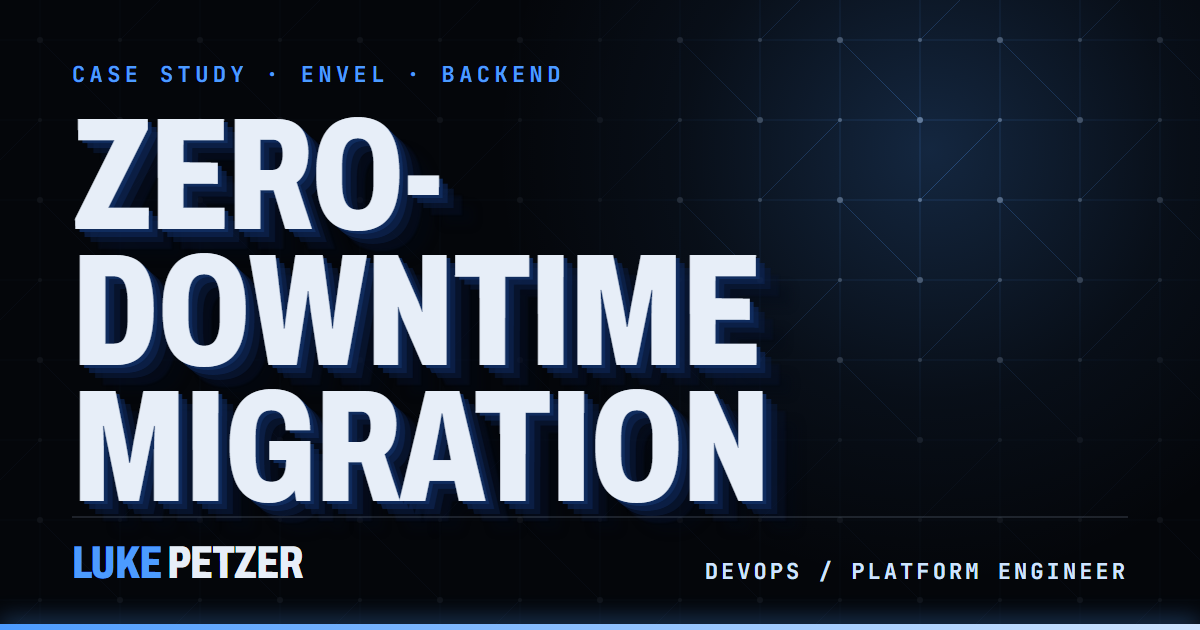 CASE STUDY · ENVEL · BACKEND
ZERO-
DOWNTIME
MIGRATION
LUKE PETZER
DEVOPS / PLATFORM ENGINEER